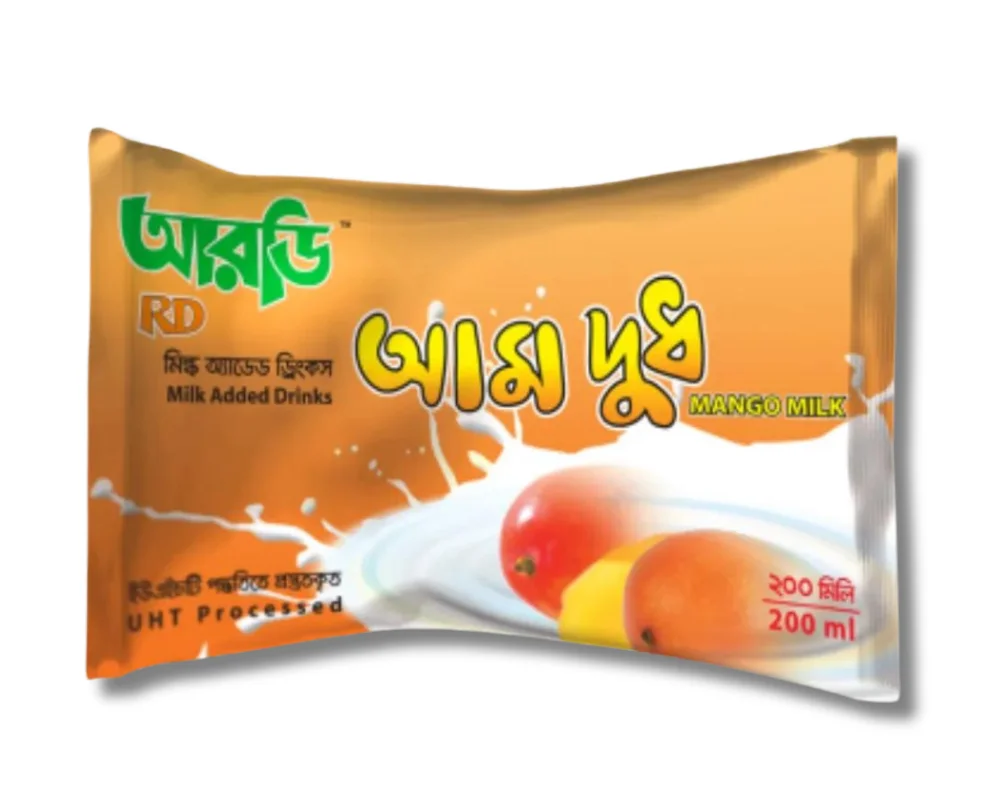 আরডি™
RD
মিল্ক অ্যাডেড ড্রিংকস
Milk Added Drinks
আম দুধ
MANGO MILK
ইউএইচটি পদ্ধতিতে প্রস্তুতকৃত
UHT Processed
২০০ মিলি
200 ml